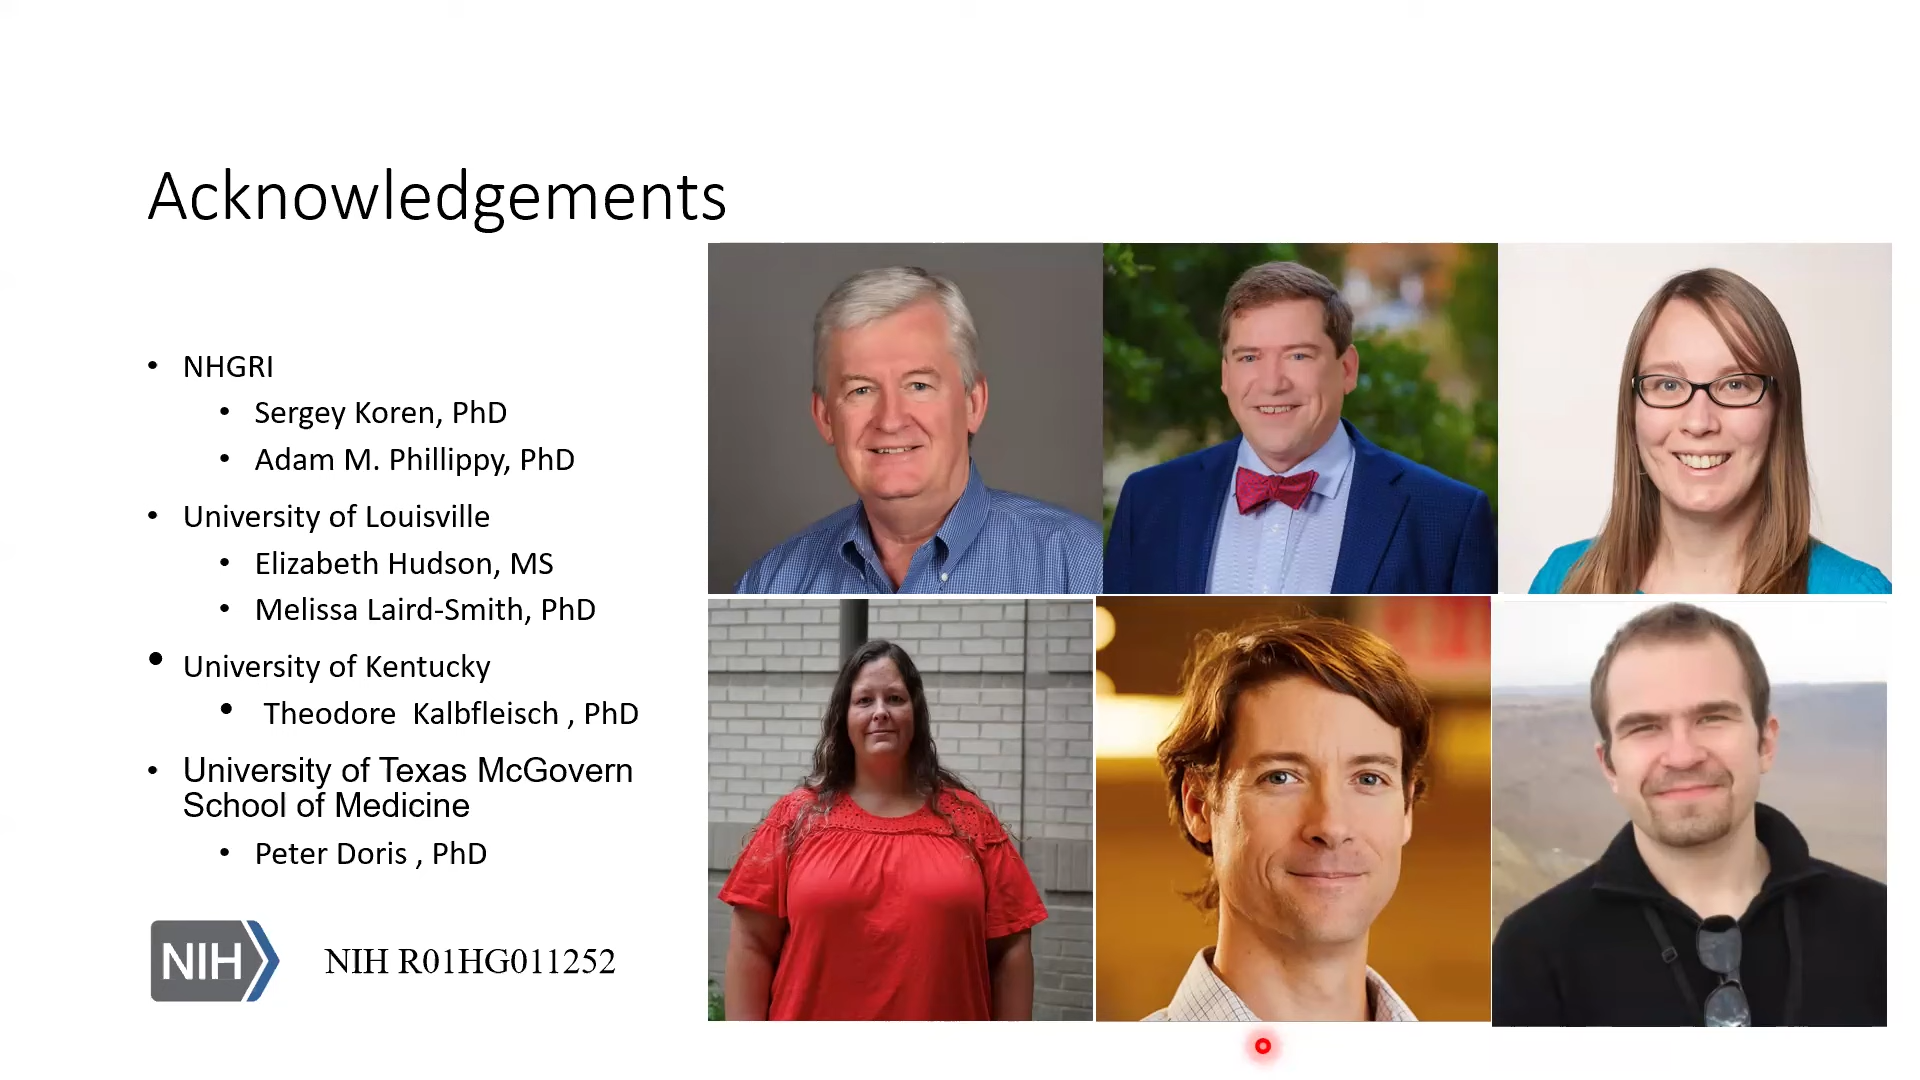 Acknowledgements
• NHGRI
• Sergey Koren, PhD
• Adam M. Phillippy, PhD
• University of Louisville
• Elizabeth Hudson, MS
• Melissa Laird-Smith, PhD
• University of Kentucky
• Theodore Kalbfleisch , PhD
• University of Texas McGovern
School of Medicine
• Peter Doris , PhD
NIH
NIH R01HG011252